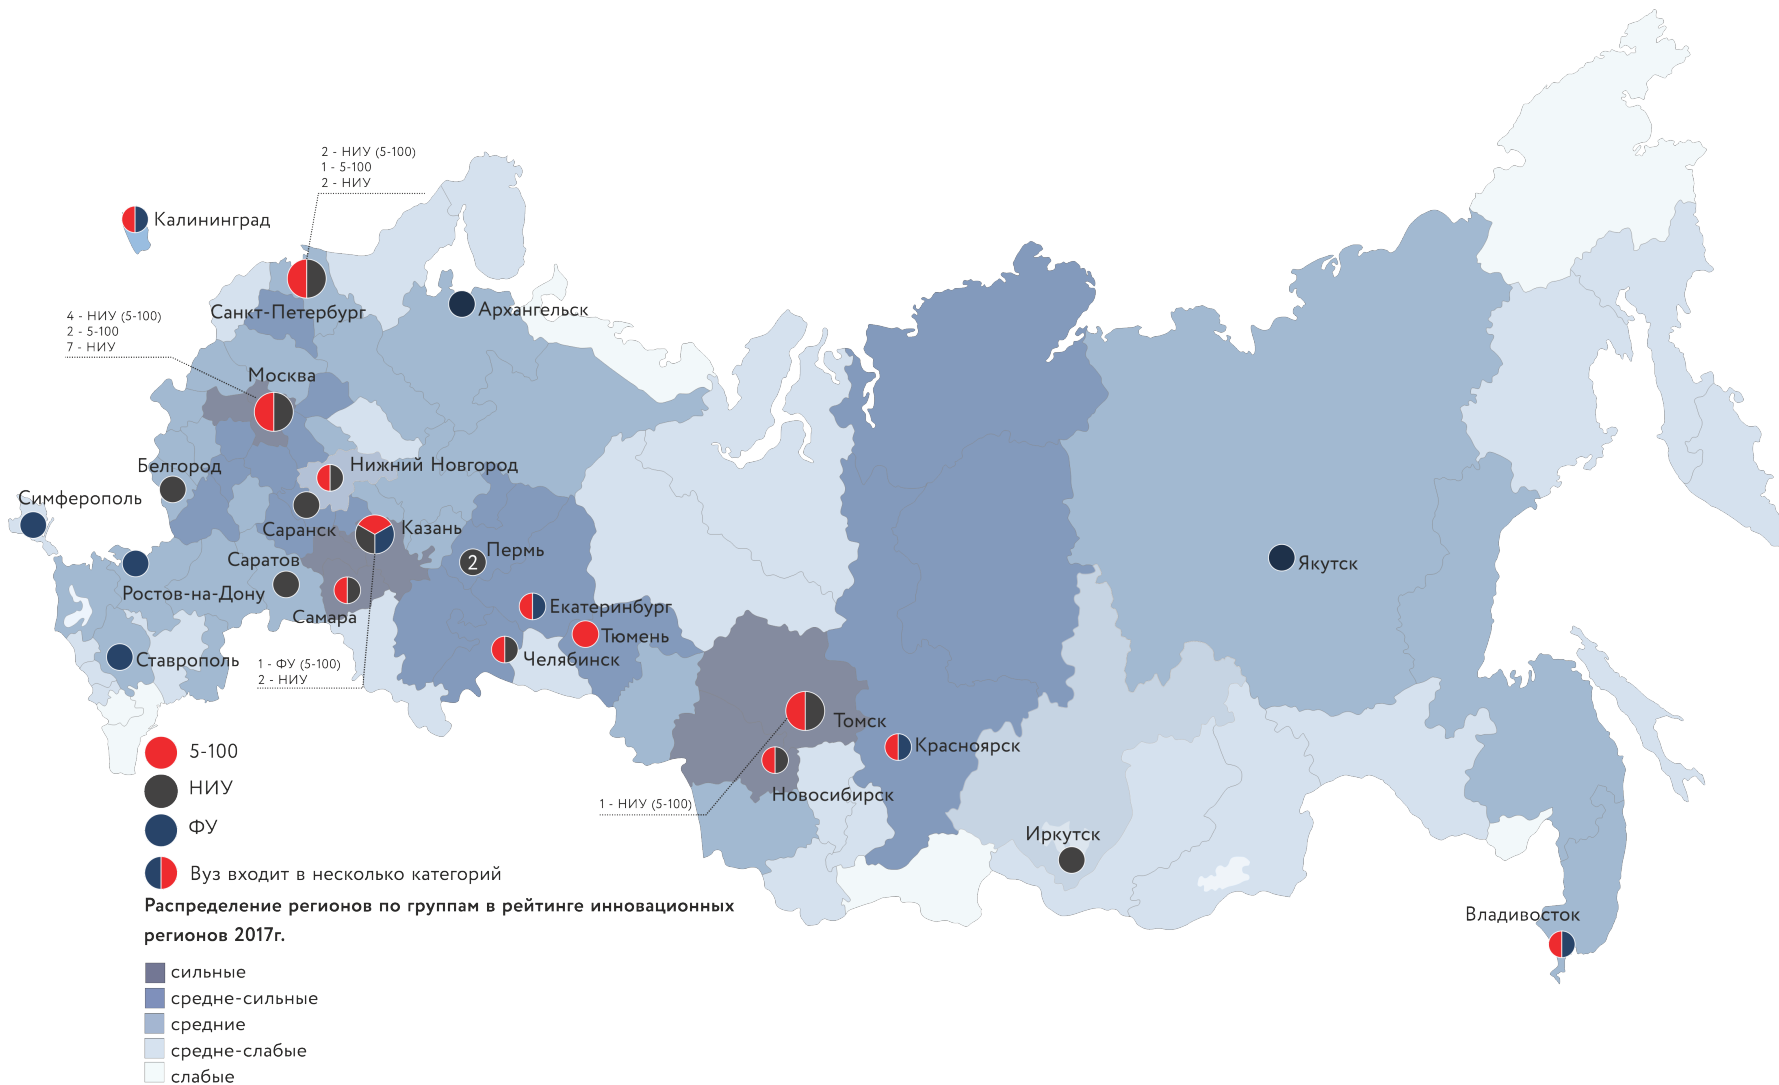 2 - НИУ (5-100)
1 - 5-100
2 - НИУ
Калининград
Санкт-Петербург
Архангельск
4 - НИУ (5-100)
2 - 5-100
7 - НИУ
Москва
Белгород
Нижний Новгород
Симферополь
Саранск
Казань
Пермь
2
Саратов
Якутск
Ростов-на-Дону
Самара
Екатеринбург
Тюмень
Челябинск
Ставрополь
1 - ФУ (5-100)
2 - НИУ
Томск
Красноярск
Новосибирск
1 - НИУ (5-100)
Иркутск
Владивосток
5-100
НИУ
ФУ
Вуз входит в несколько категорий
Распределение регионов по группам в рейтинге инновационных
регионов 2017г.
сильные
средне-сильные
средние
средне-слабые
слабые